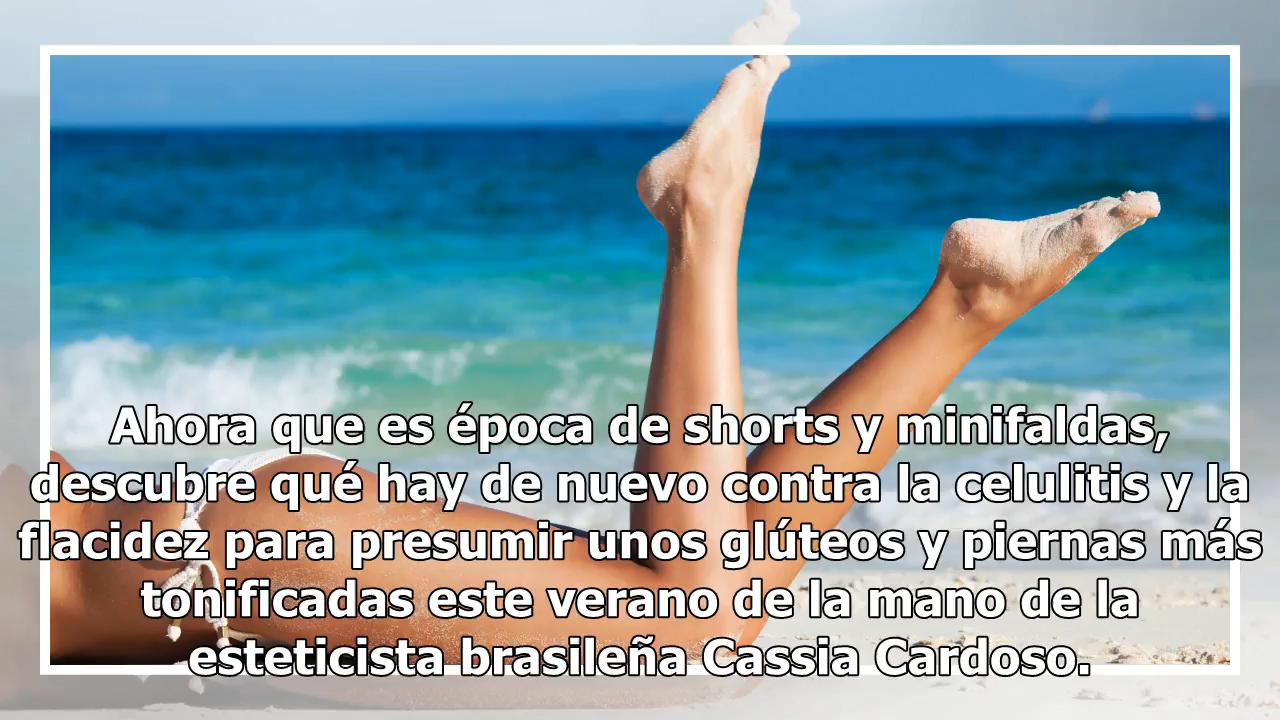 Ahora que es época de shorts y minifaldas,
descubre qué hay de nuevo contra la celulitis y la
flacidez para presumir unos glúteos y piernas más
tonificadas este verano de la mano de la
esteticista brasileña Cassia Cardoso.